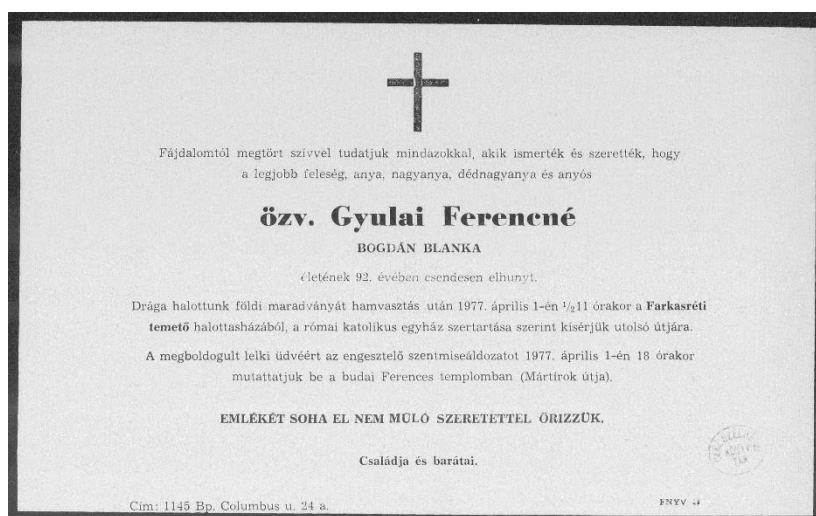 Fájdalomtól megtört szívvel tudatjuk mindazokkal, akik ismerték és szerették, hogy
a legjobb feleség, anya, nagyanya, dédnagyanya és anyós
özv. Gyulai Ferencné
BOGDÁN BLANKA
életének 92. évében csendesen elhunyt.
Drága halottunk földi maradványát hamvasztás után 1977. április 1-én 1/2 11 órakor a Farkasréti
temető halottasházából, a római katolikus egyház szertartása szerint kísérjük utolsó útjára.
A megboldogult lelki üdvéért az engesztelő szentmiseáldozatot 1977. április 1-én 18 órakor
mutattatjuk be a budai Ferences templomban (Mártírok útja).
EMLÉKÉT SOHA EL NEM MÚLÓ SZERETETTEL ŐRIZZÜK.
Családja és barátai.
Cím: 1145 Bp. Columbus u. 24 a.
FNYV